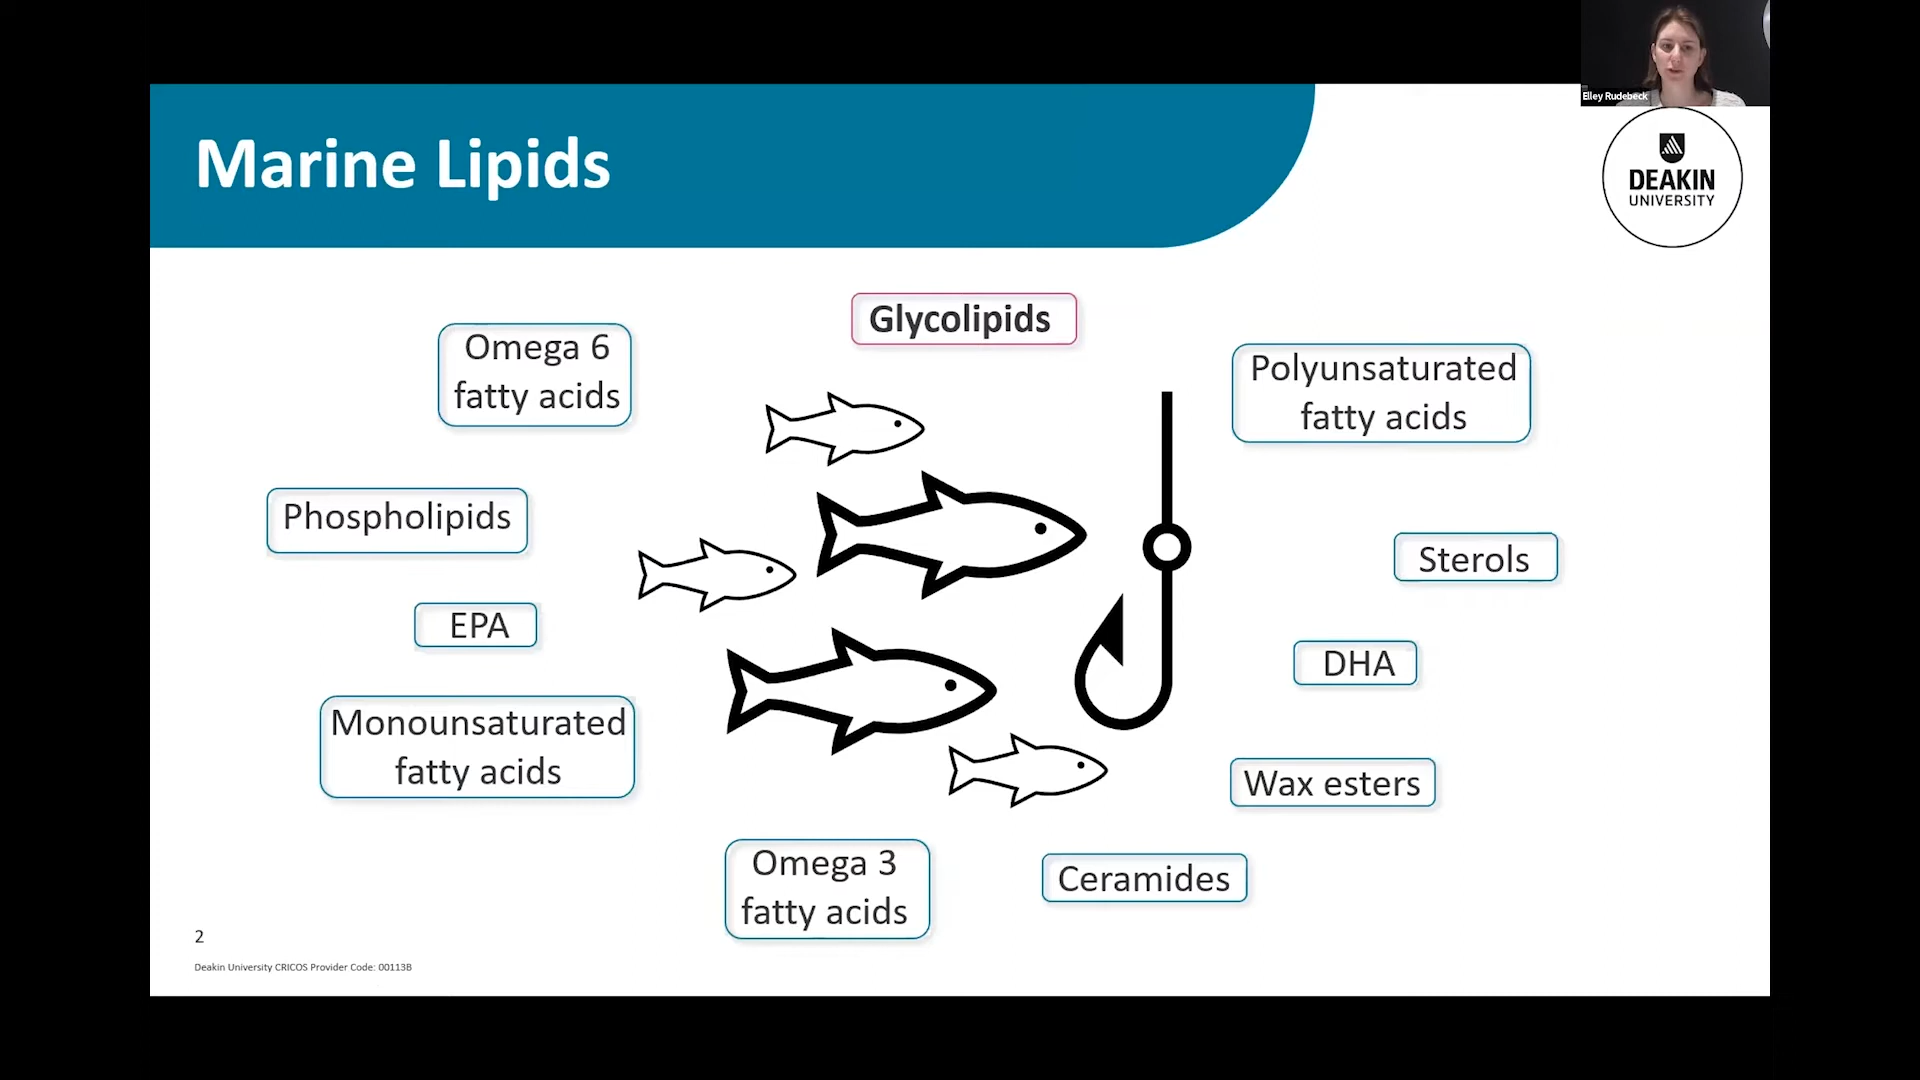 Elley Rudebeck
Marine Lipids
DEAKIN
UNIVERSITY
Glycolipids
Omega 6
fatty acids
Polyunsaturated
fatty acids
Phospholipids
Sterols
EPA
DHA
Monounsaturated
fatty acids
Wax esters
Omega 3
fatty acids
Ceramides
2
Deakin University CRICOS Provider Code: 00113B